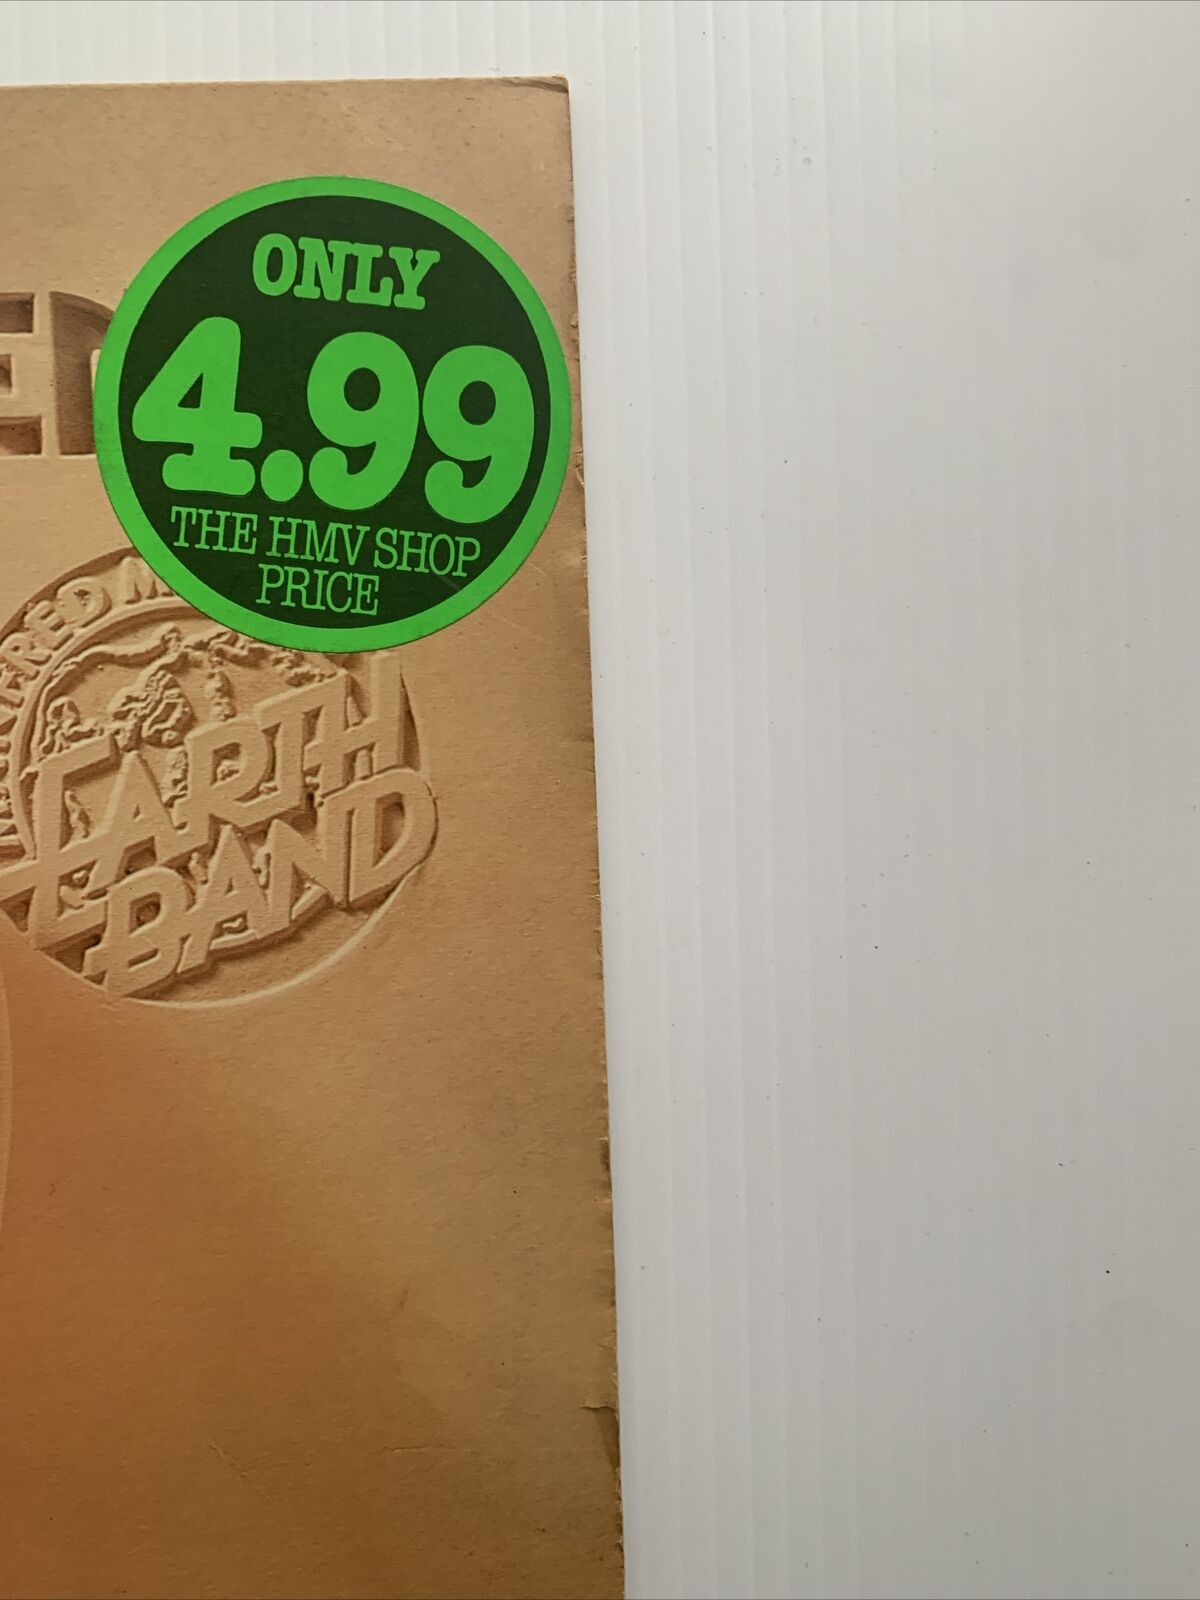 ONLY
4.99
THE HMV SHOP
PRICE
EARTH
BAND